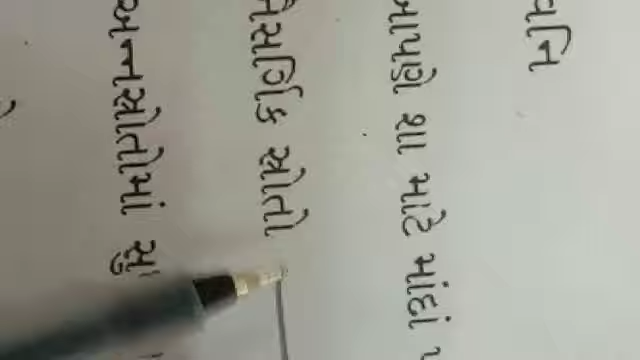 ધ્વનિ
આપણે શા માટે માંદા
નૈસર્ગિક સ્રોતો
અન્નસ્રોતોમાં